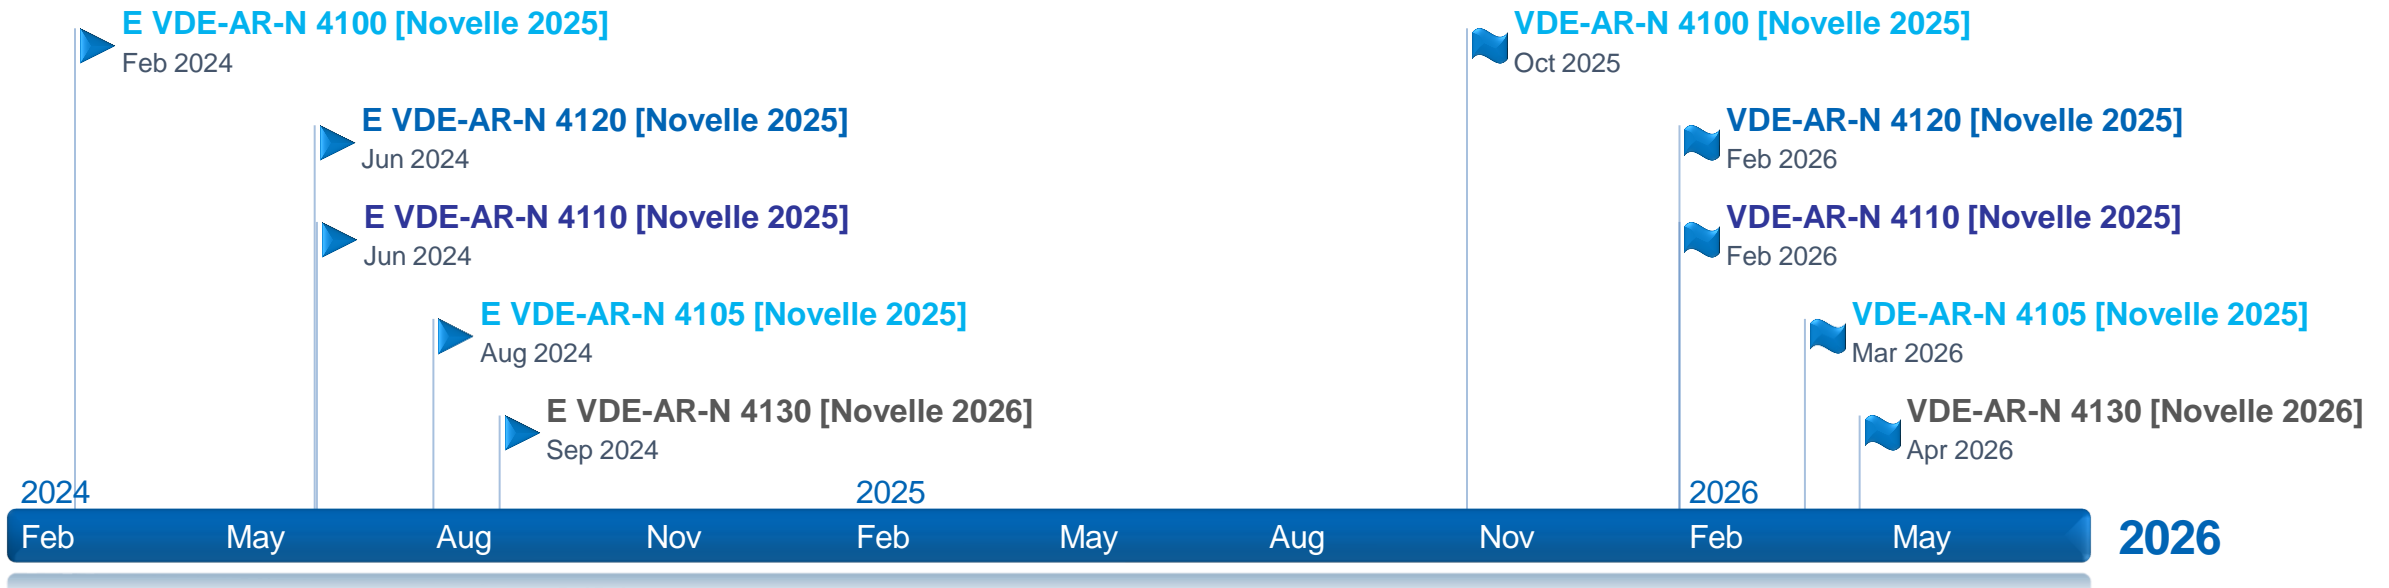 E VDE-AR-N 4100 [Novelle 2025]
Feb 2024
VDE-AR-N 4100 [Novelle 2025]
Oct 2025
E VDE-AR-N 4120 [Novelle 2025]
Jun 2024
VDE-AR-N 4120 [Novelle 2025]
Feb 2026
E VDE-AR-N 4110 [Novelle 2025]
Jun 2024
VDE-AR-N 4110 [Novelle 2025]
Feb 2026
E VDE-AR-N 4105 [Novelle 2025]
Aug 2024
VDE-AR-N 4105 [Novelle 2025]
Mar 2026
E VDE-AR-N 4130 [Novelle 2026]
Sep 2024
VDE-AR-N 4130 [Novelle 2026]
Apr 2026
2024 2025 2026
Feb May Aug Nov Feb May Aug Nov Feb May 2026